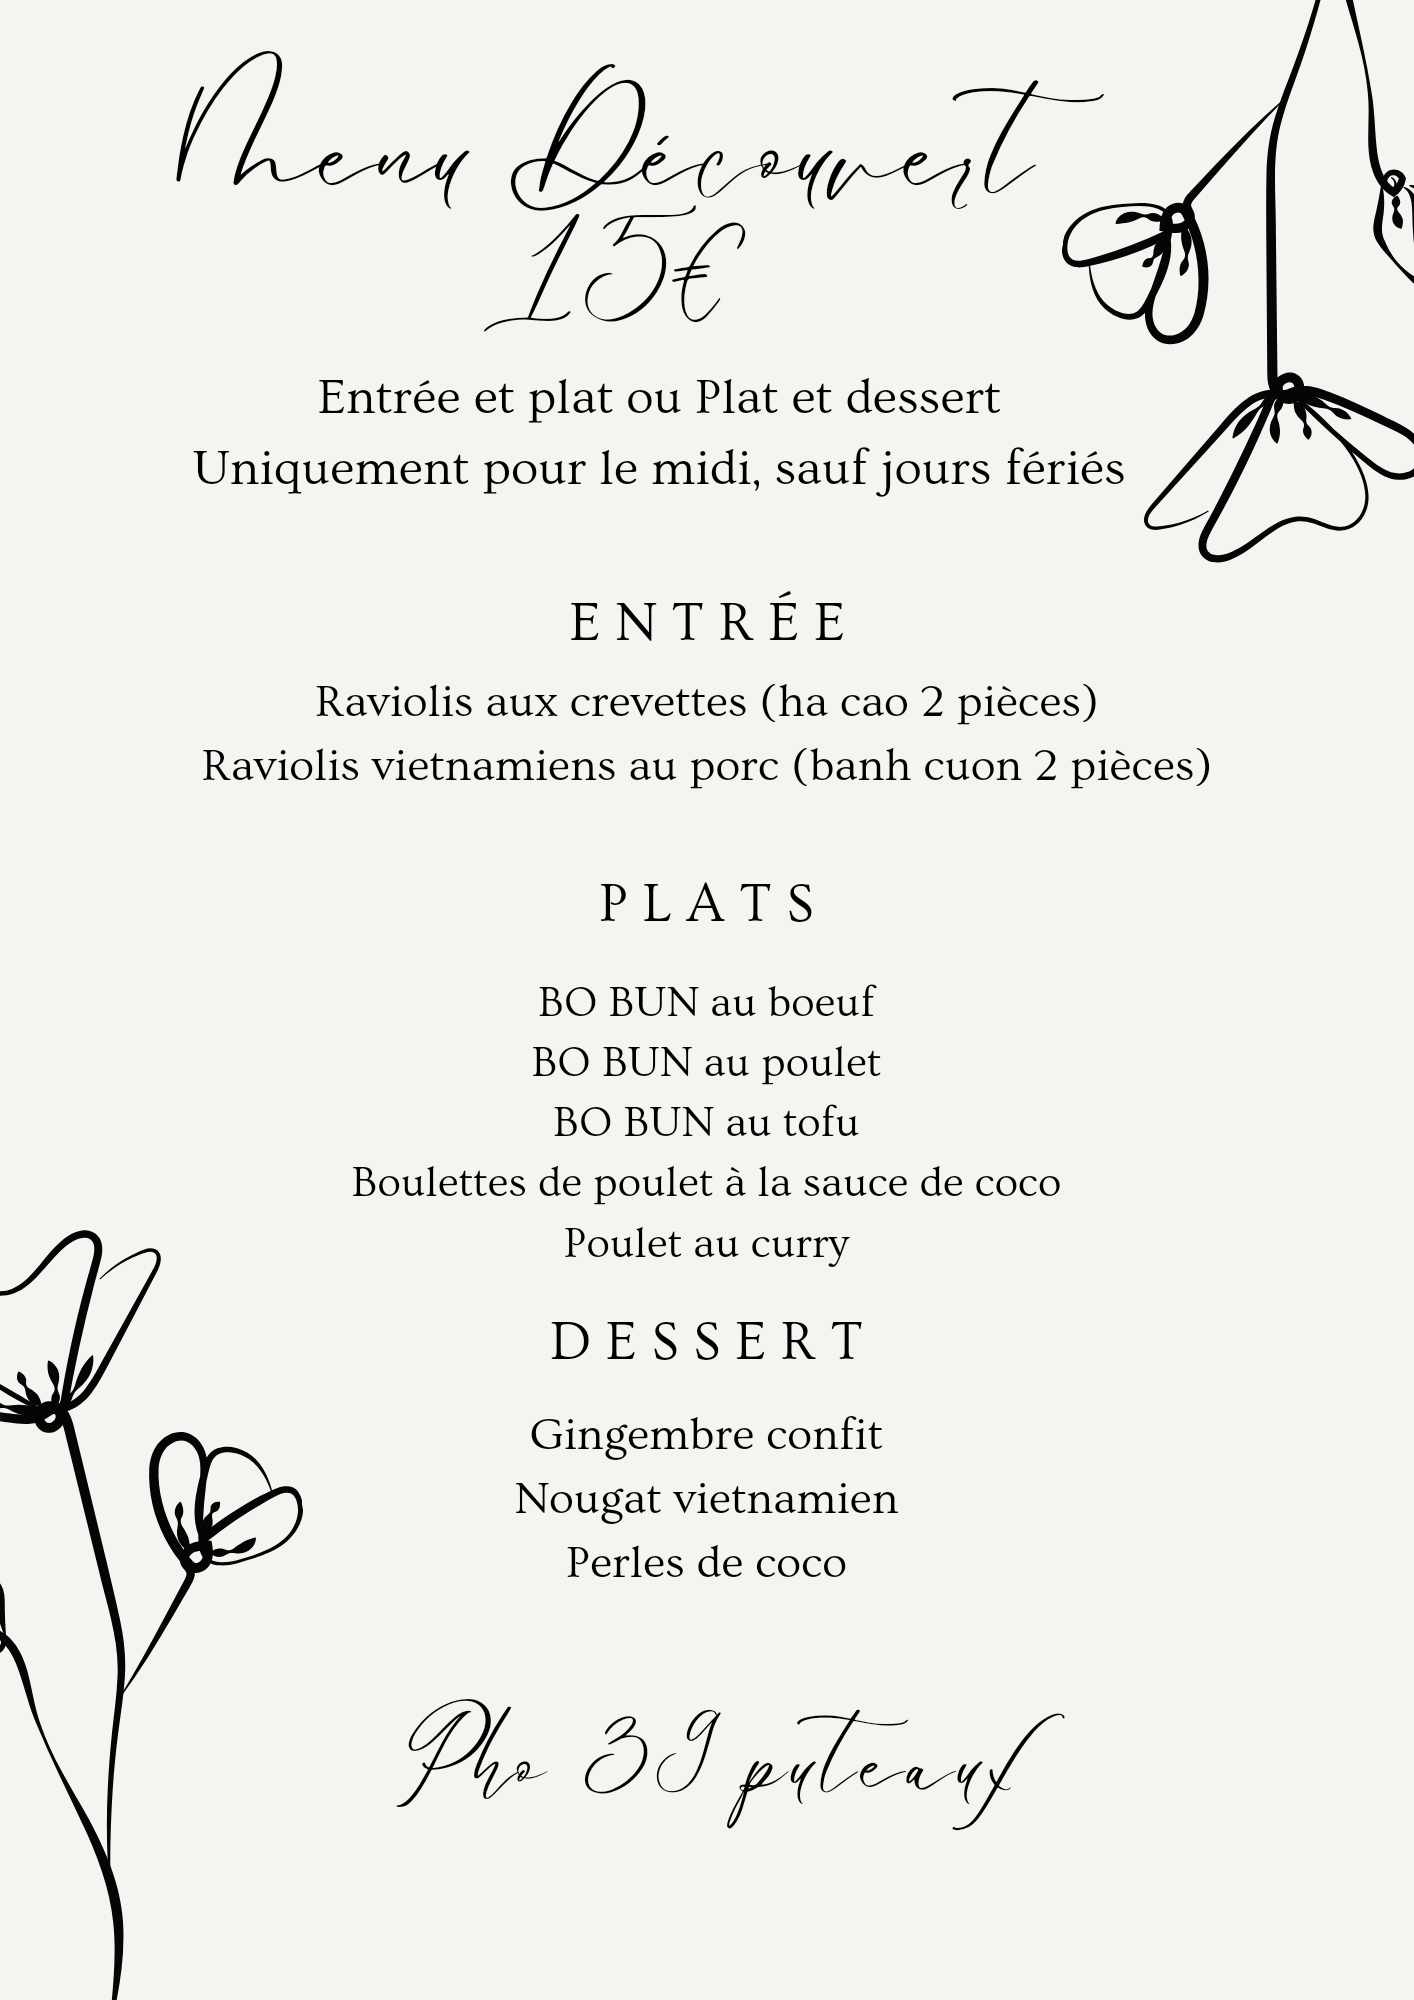 Menu Découvert
15€
Entrée et plat ou Plat et dessert
Uniquement pour le midi, sauf jours fériés
ENTRÉE
Raviolis aux crevettes (ha cao 2 pièces)
Raviolis vietnamiens au porc (banh cuon 2 pièces)
PLATS
BO BUN au boeuf
BO BUN au poulet
BO BUN au tofu
Boulettes de poulet à la sauce de coco
Poulet au curry
DESSERT
Gingembre confit
Nougat vietnamien
Perles de coco
Pho 39 puteaux